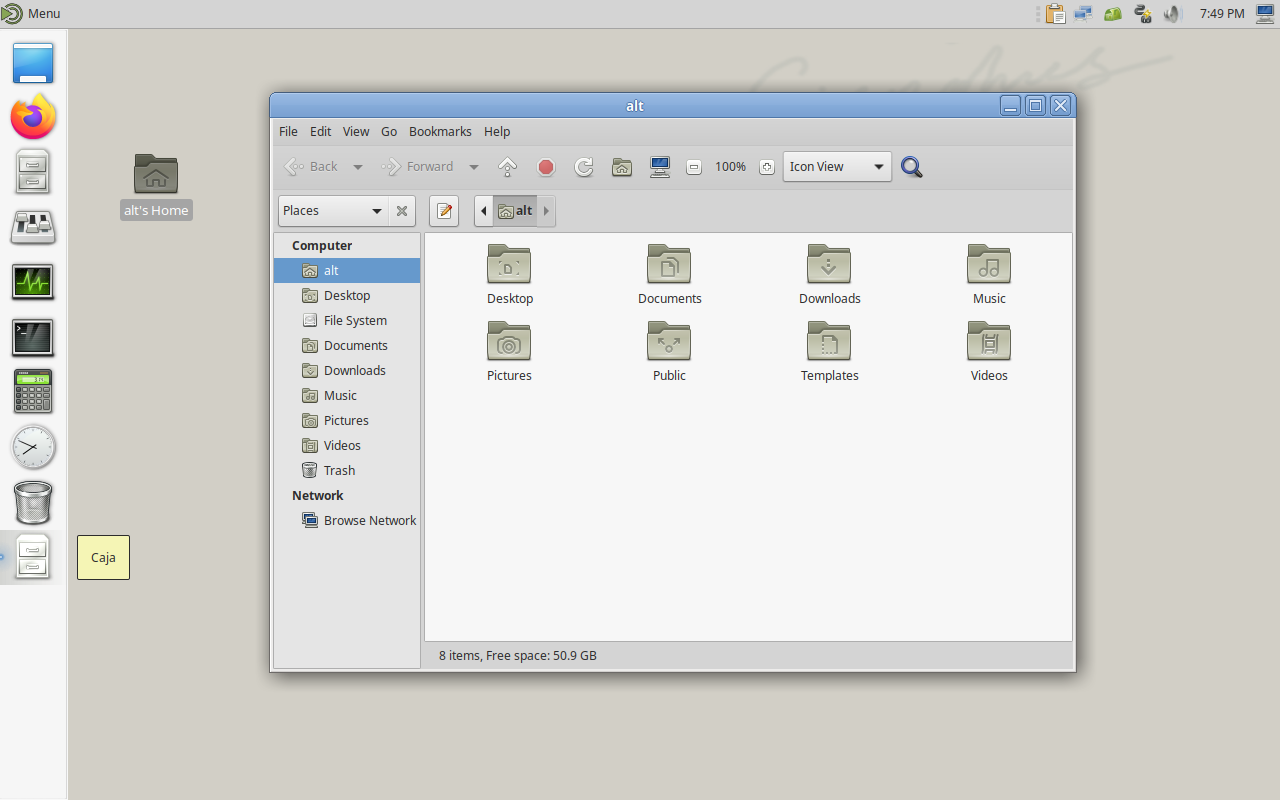 Menu
7:49 PM
alt's Home
alt
File Edit View Go Bookmarks Help
Back Forward 100% Icon View
Places alt
Computer
alt
Desktop
File System
Documents
Downloads
Music
Pictures
Videos
Trash
Network
Browse Network
Desktop Documents Downloads Music
Pictures Public Templates Videos
8 items, Free space: 50.9 GB
Caja